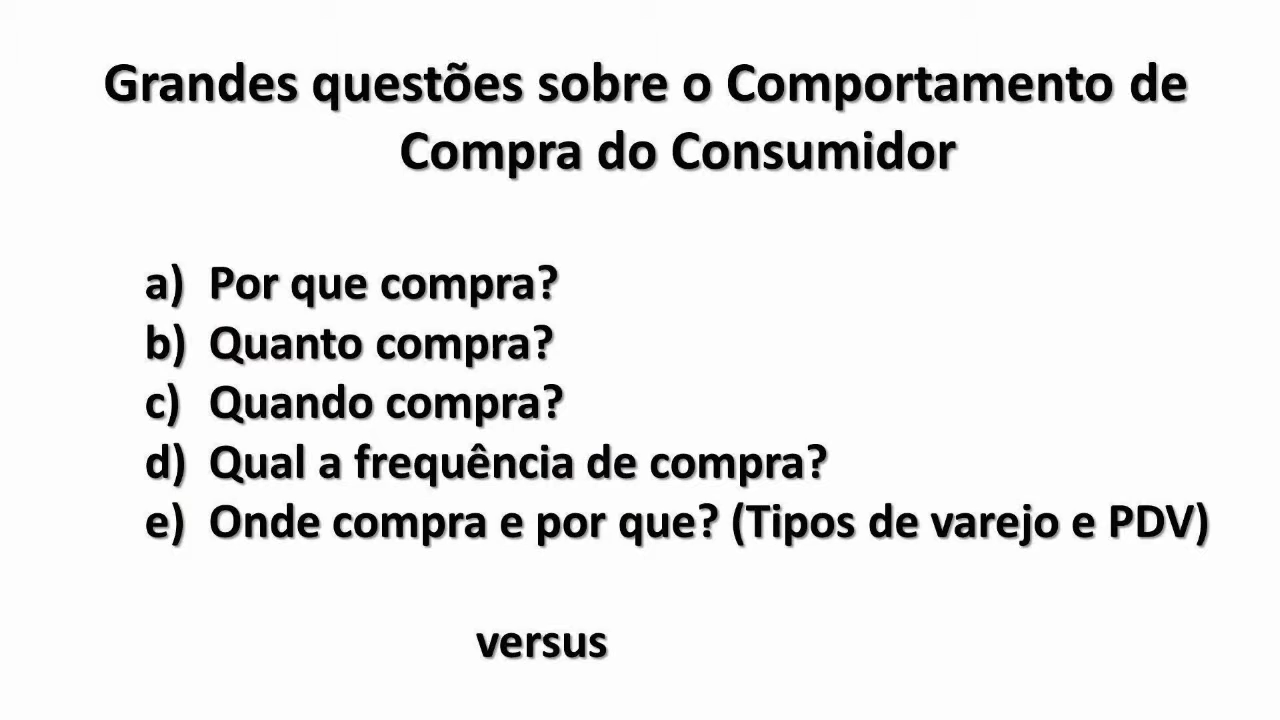 Grandes questões sobre o Comportamento de
Compra do Consumidor
a) Por que compra?
b) Quanto compra?
c) Quando compra?
d) Qual a frequência de compra?
e) Onde compra e por que? (Tipos de varejo e PDV)
versus